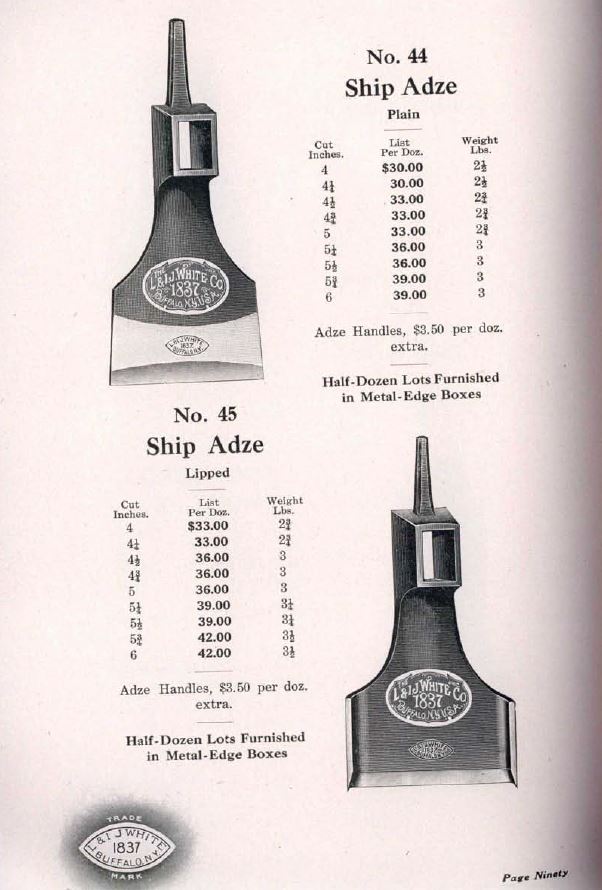 No. 44
Ship Adze
Plain
Cut Inches. List Per Doz. Weight Lbs.
4 $30.00 2½
4¼ 30.00 2½
4½ 33.00 2¾
4¾ 33.00 2¾
5 33.00 2¾
5¼ 36.00 3
5½ 36.00 3
5¾ 39.00 3
6 39.00 3
Adze Handles, $3.50 per doz.
extra.
Half-Dozen Lots Furnished
in Metal-Edge Boxes
THE
L. & I. J. WHITE CO.
1837
BUFFALO, N.Y. U.S.A.
L & I J WHITE
1837
BUFFALO, N.Y.
No. 45
Ship Adze
Lipped
Cut Inches. List Per Doz. Weight Lbs.
4 $33.00 2¾
4¼ 33.00 2¾
4½ 36.00 3
4¾ 36.00 3
5 36.00 3
5¼ 39.00 3¼
5½ 39.00 3¼
5¾ 42.00 3½
6 42.00 3½
Adze Handles, $3.50 per doz.
extra.
Half-Dozen Lots Furnished
in Metal-Edge Boxes
THE
L. & I. J. WHITE CO.
1837
BUFFALO, N.Y. U.S.A.
TRADE
L. & I. J. WHITE
1837
BUFFALO, N.Y.
MARK
Page Ninety